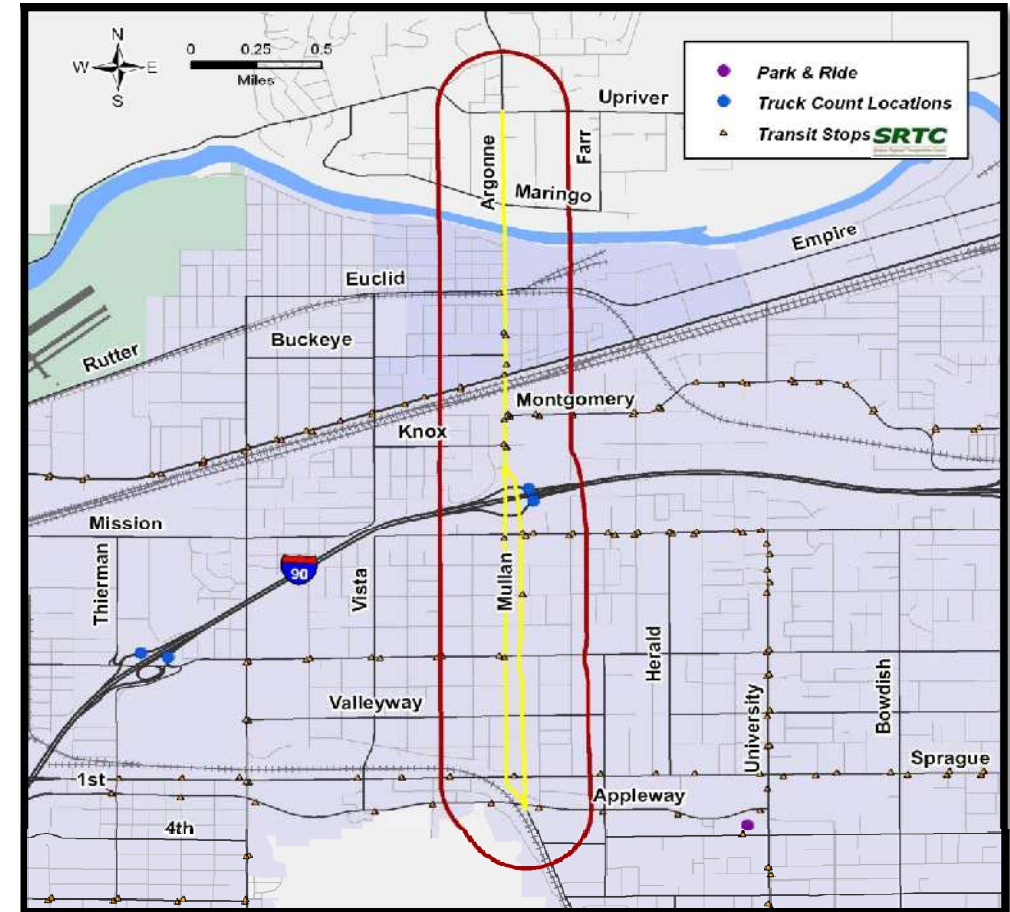 N
W E
S
0 0.25 0.5
Miles
Park & Ride
Truck Count Locations
Transit Stops SRTC
Upriver
Argonne
Farr
Maringo
Empire
Euclid
Buckeye
Rutter
Montgomery
Knox
Mission
90
Thierman
Vista
Mullan
Herald
University
Bowdish
Valleyway
Sprague
1st
Appleway
4th